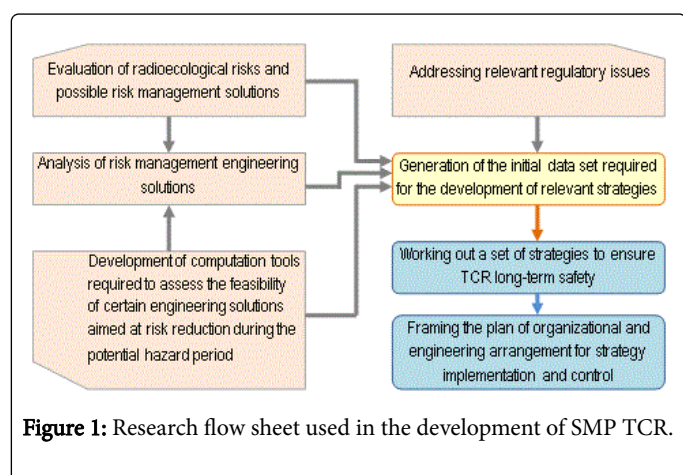 Evaluation of radioecological risks and
possible risk management solutions
Addressing relevant regulatory issues
Analysis of risk management engineering
solutions
Generation of the initial data set required
for the development of relevant strategies
Development of computation tools
required to assess the feasibility
of certain engineering solutions
aimed at risk reduction during the
potential hazard period
Working out a set of strategies to ensure
TCR long-term safety
Framing the plan of organizational and
engineering arrangement for strategy
implementation and control
Figure 1: Research flow sheet used in the development of SMP TCR.